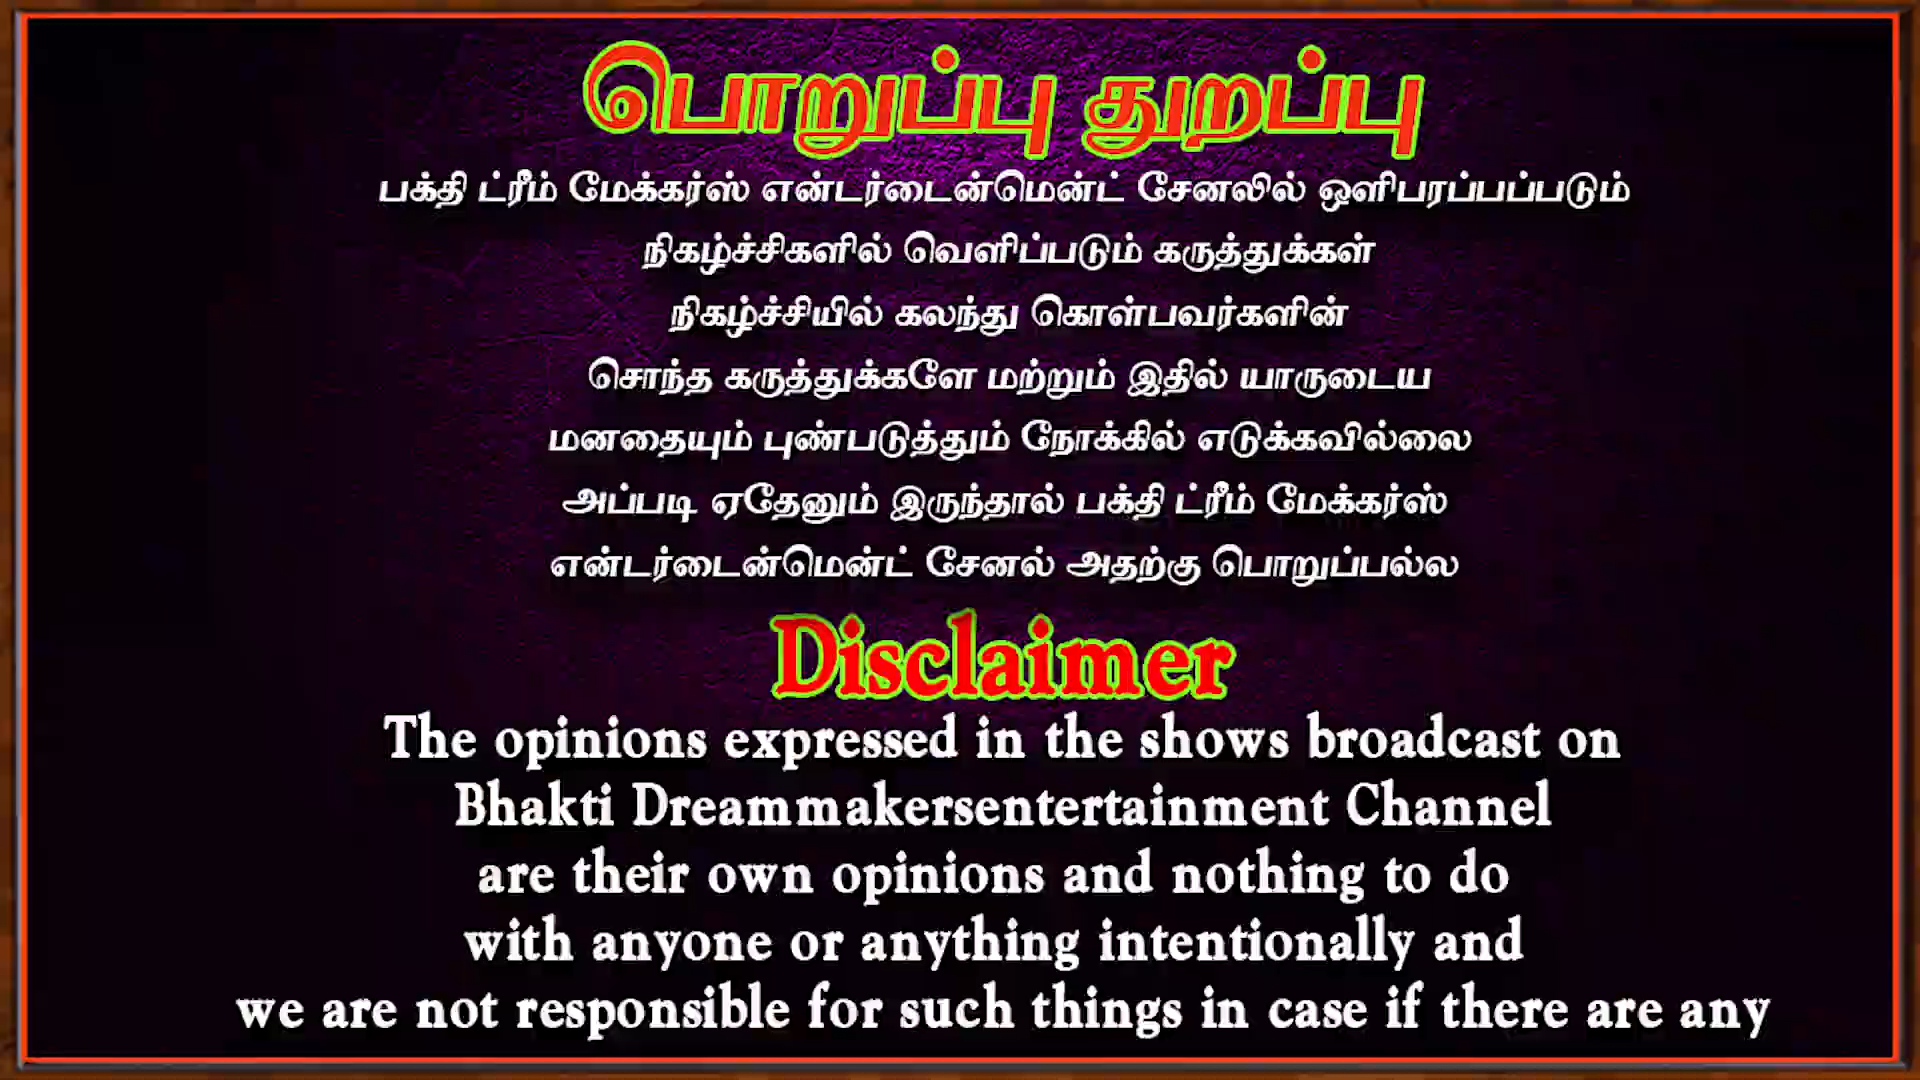 பொறுப்பு துறப்பு
பக்தி ட்ரீம் மேக்கர்ஸ் என்டர்டைன்மென்ட் சேனலில் ஒளிபரப்பப்படும்
நிகழ்ச்சிகளில் வெளிப்படும் கருத்துக்கள்
நிகழ்ச்சியில் கலந்து கொள்பவர்களின்
சொந்த கருத்துக்களே மற்றும் இதில் யாருடைய
மனதையும் புண்படுத்தும் நோக்கில் எடுக்கவில்லை
அப்படி ஏதேனும் இருந்தால் பக்தி ட்ரீம் மேக்கர்ஸ்
என்டர்டைன்மென்ட் சேனல் அதற்கு பொறுப்பல்ல
Disclaimer
The opinions expressed in the shows broadcast on
Bhakti Dreammakersentertainment Channel
are their own opinions and nothing to do
with anyone or anything intentionally and
we are not responsible for such things in case if there are any